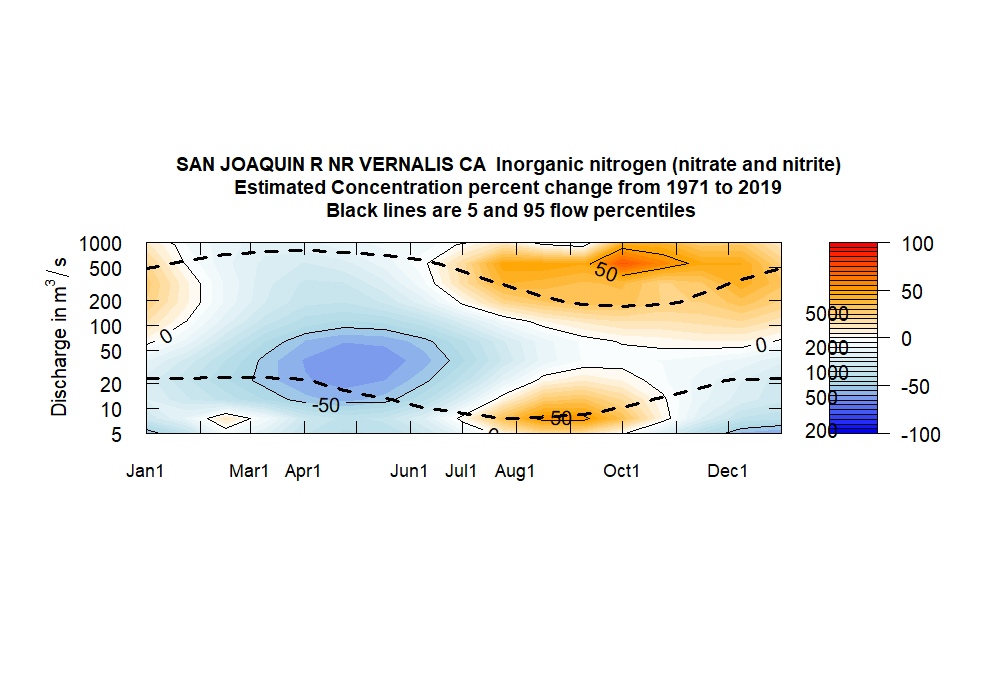 SAN JOAQUIN R NR VERNALIS CA  Inorganic nitrogen (nitrate and nitrite)
Estimated Concentration percent change from 1971 to 2019
Black lines are 5 and 95 flow percentiles
Discharge in m³ / s
1000
500
200
100
50
20
10
5
Jan1
Mar1
Apr1
Jun1
Jul1
Aug1
Oct1
Dec1
0
-50
50
50
0
0
5000
2000
1000
500
200
100
50
0
-50
-100